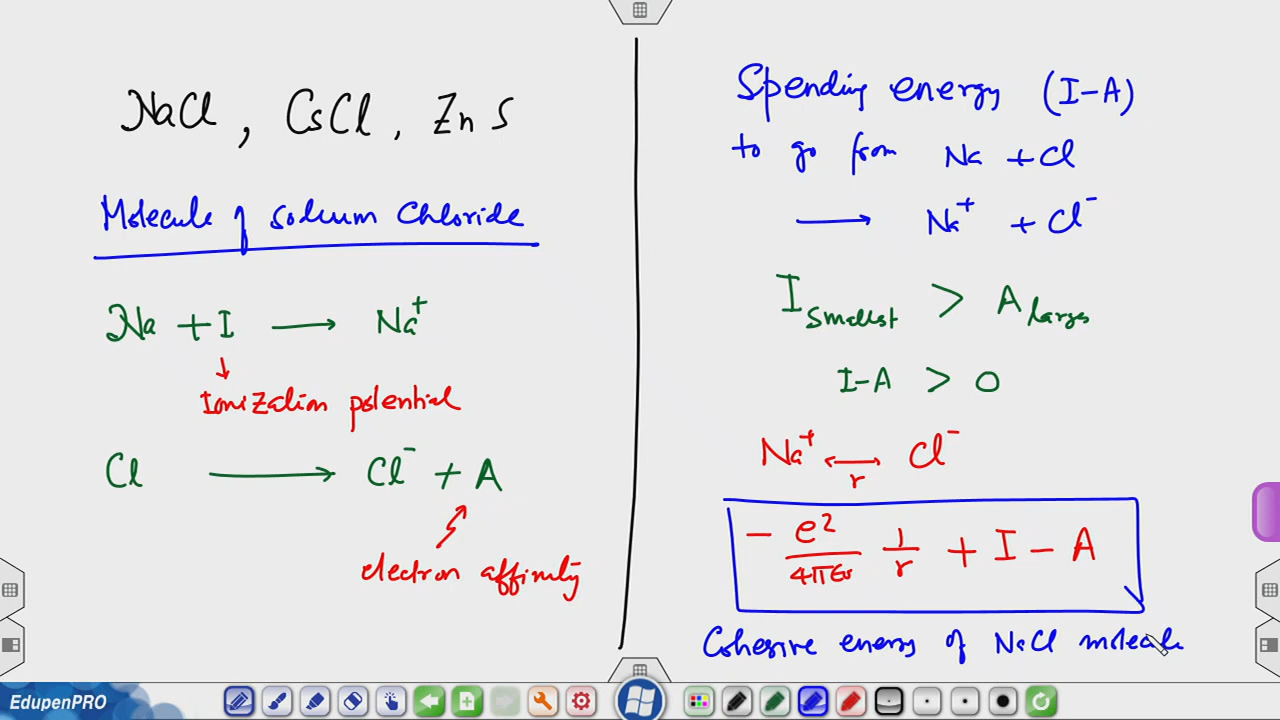 NaCl, CsCl, ZnS
Molecule of sodium Chloride
Na + I ⟶ Na⁺
↓
Ionization potential
Cl ⟶ Cl⁻ + A
electron affinity
Spending energy (I-A)
to go from Na + Cl
⟶ Na⁺ + Cl⁻
I smallest > A larges
I-A > 0
Na⁺ ⟷ Cl⁻
r
- e²/4πε₀ 1/r + I - A
Cohesive energy of NaCl molecule
EdupenPRO